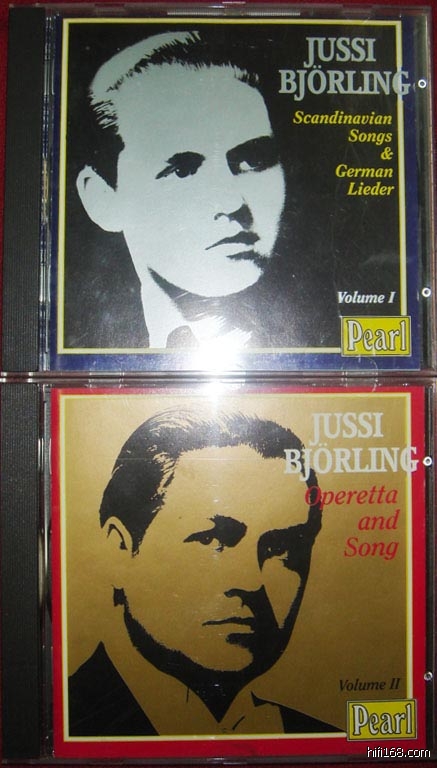 JUSSI
BJÖRLING
Scandinavian
Songs
&
German
Lieder
Volume I
Pearl
JUSSI
BJÖRLING
Operetta
and
Song
Volume II
Pearl
hifi168.com